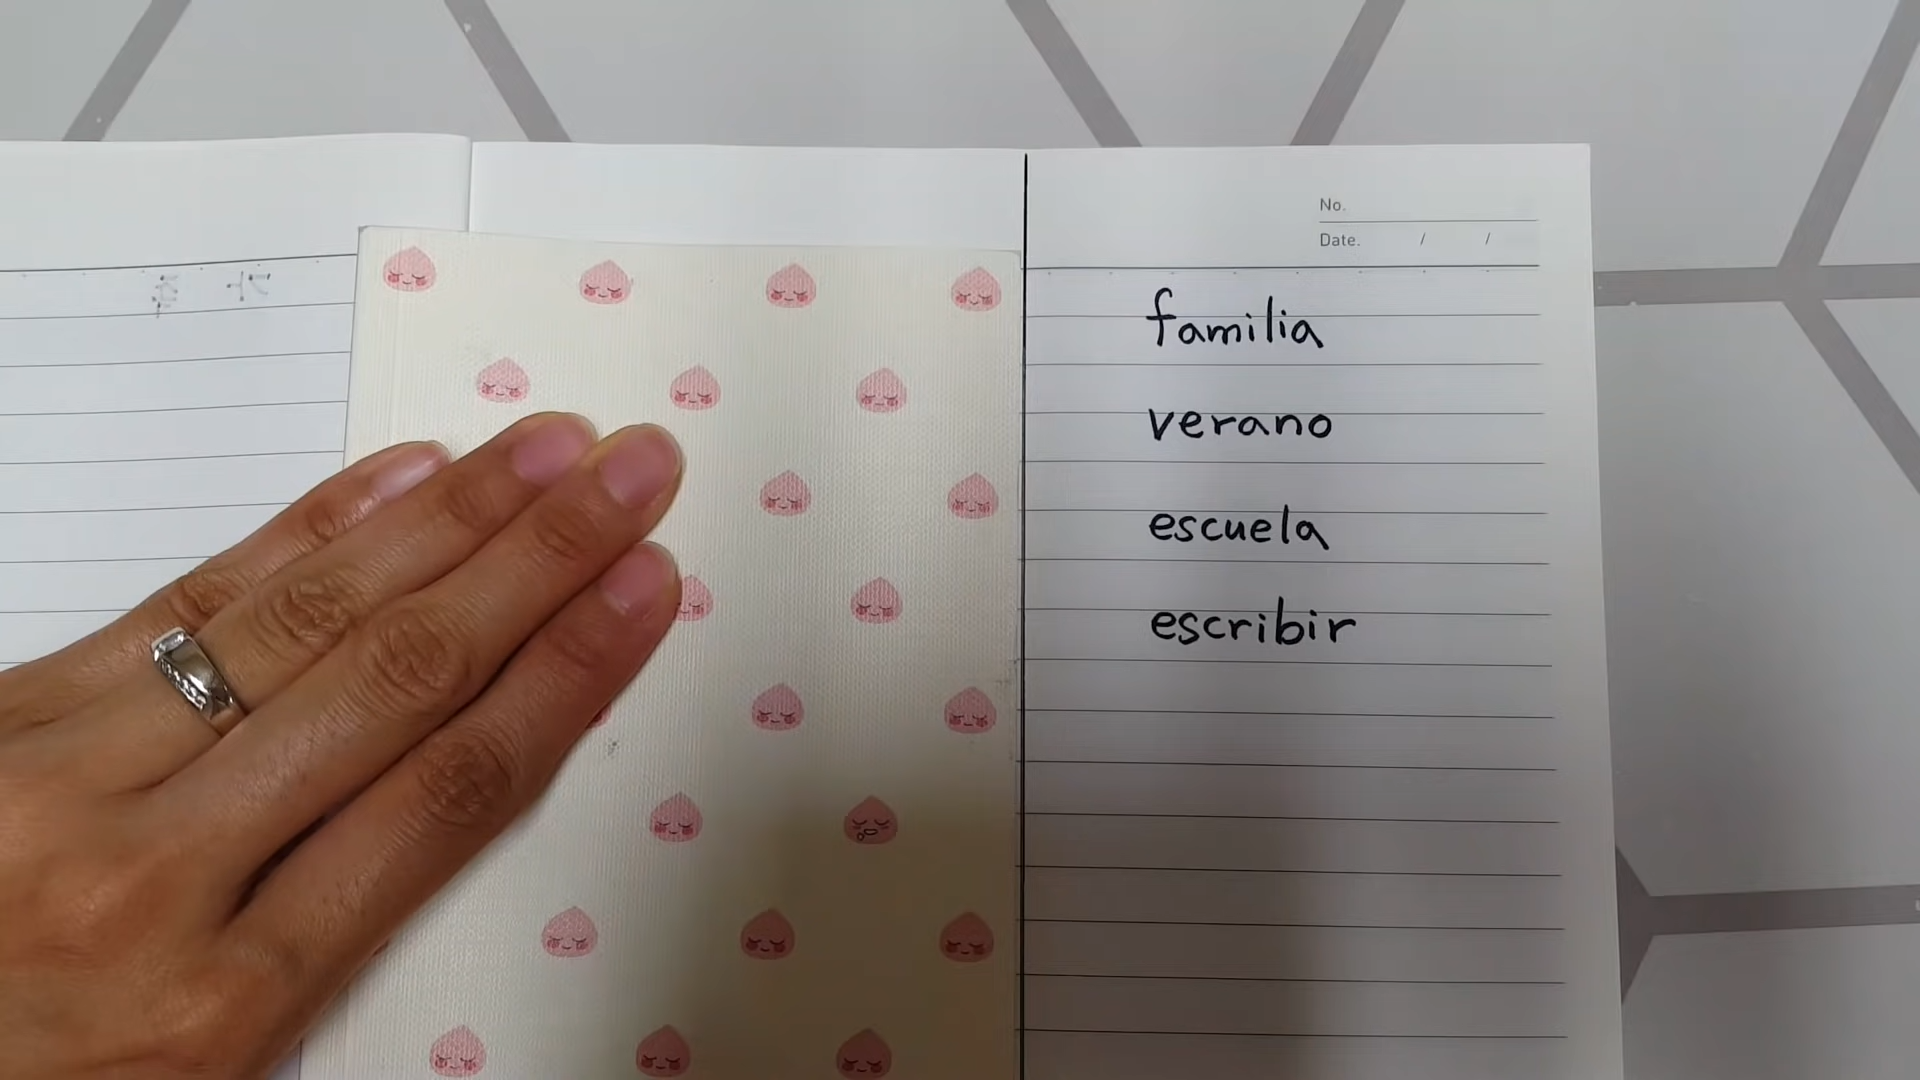 No.
Date. / /
familia
verano
escuela
escribir